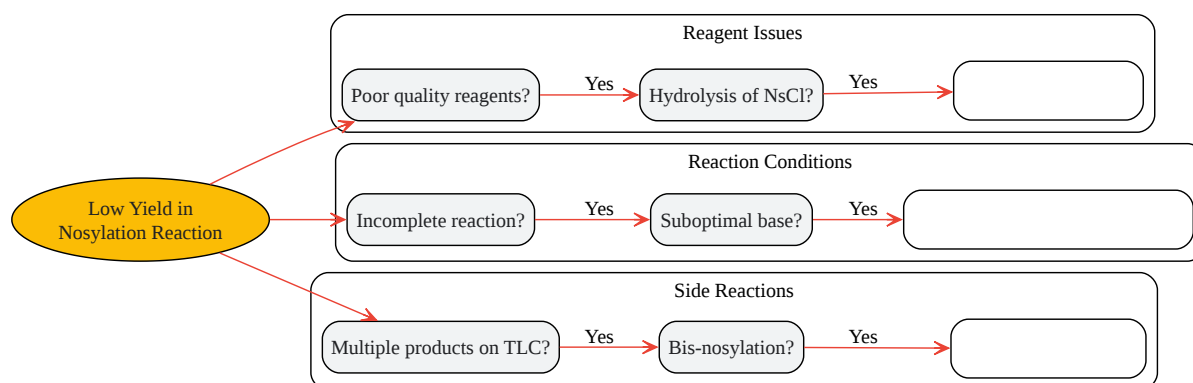 Reagent Issues
Poor quality reagents?
Yes
Hydrolysis of NsCl?
Yes
Reaction Conditions
Low Yield in
Nosylation Reaction
Incomplete reaction?
Yes
Suboptimal base?
Yes
Side Reactions
Multiple products on TLC?
Yes
Bis-nosylation?
Yes